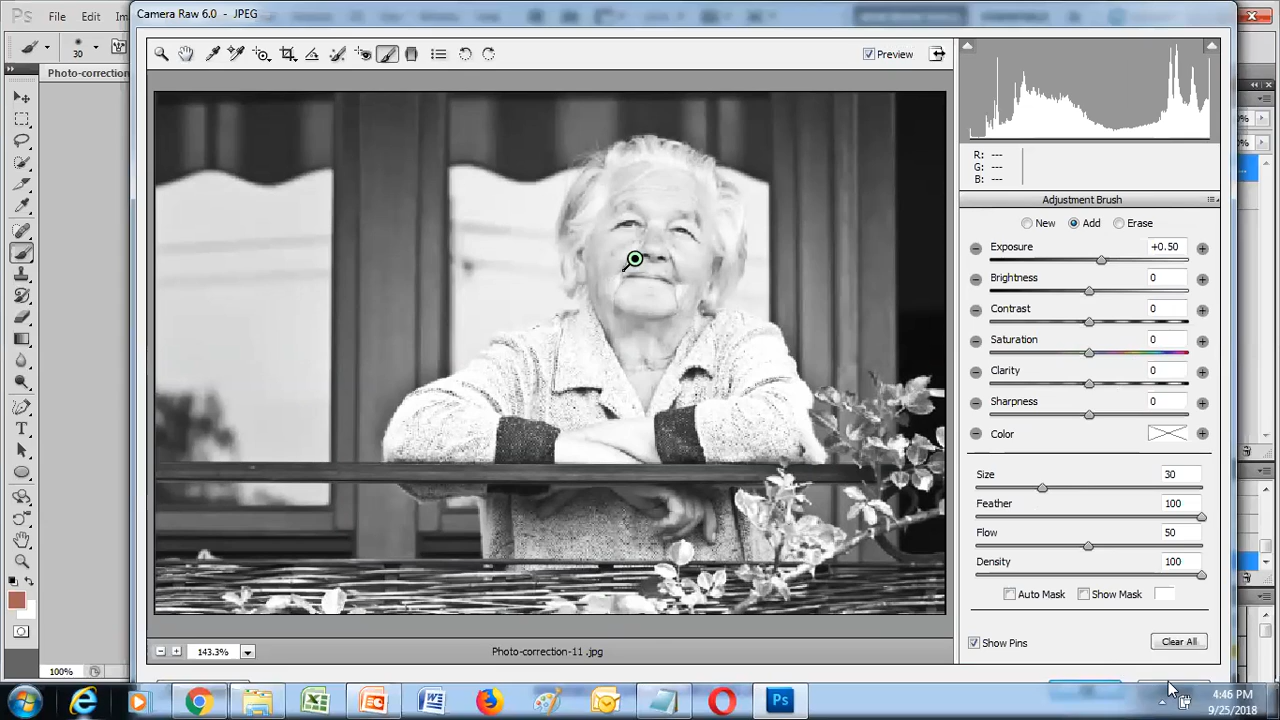 Camera Raw 6.0 - JPEG
Ps
30
Photo-correction
Preview
R: ---
G: ---
B: ---
Adjustment Brush
New
Add
Erase
Exposure
+0.50
Brightness
0
Contrast
0
Saturation
0
Clarity
0
Sharpness
0
Color
Size
30
Feather
100
Flow
50
Density
100
Auto Mask
Show Mask
143.3%
Photo-correction-11 .jpg
Show Pins
Clear All
100%
Ps
4:46 PM
9/25/2018